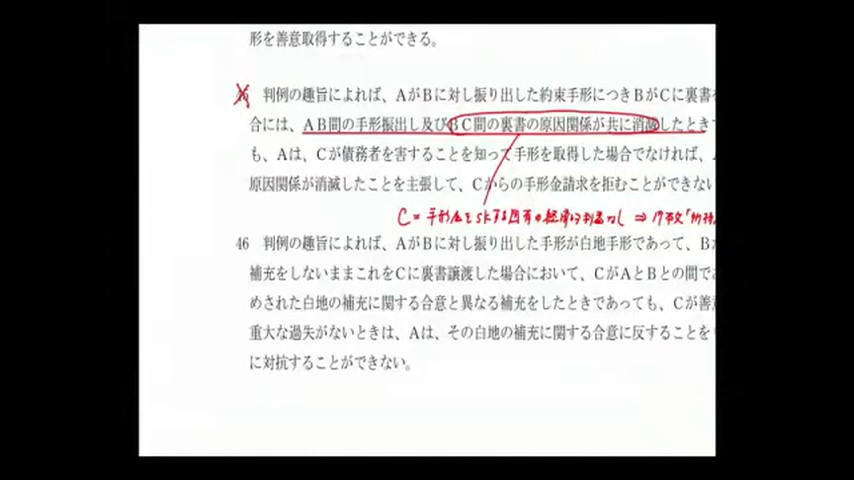 形を善意取得することができる。
判例の趣旨によれば、AがBに対し振り出した約束手形につきBがCに裏書
合には、AB間の手形振出し及びBC間の裏書の原因関係が共に消滅したとき
も、Aは、Cが債務者を害することを知って手形を取得した場合でなければ、
原因関係が消滅したことを主張して、Cからの手形金請求を拒むことができない
C = 手形金を 固有の経済的利益なし ⇒
46 判例の趣旨によれば、AがBに対し振り出した手形が白地手形であって、B
補充をしないままこれをCに裏書譲渡した場合において、CがAとBとの間で
めされた白地の補充に関する合意と異なる補充をしたときであっても、Cが善
重大な過失がないときは、Aは、その白地の補充に関する合意に反することを
に対抗することができない。